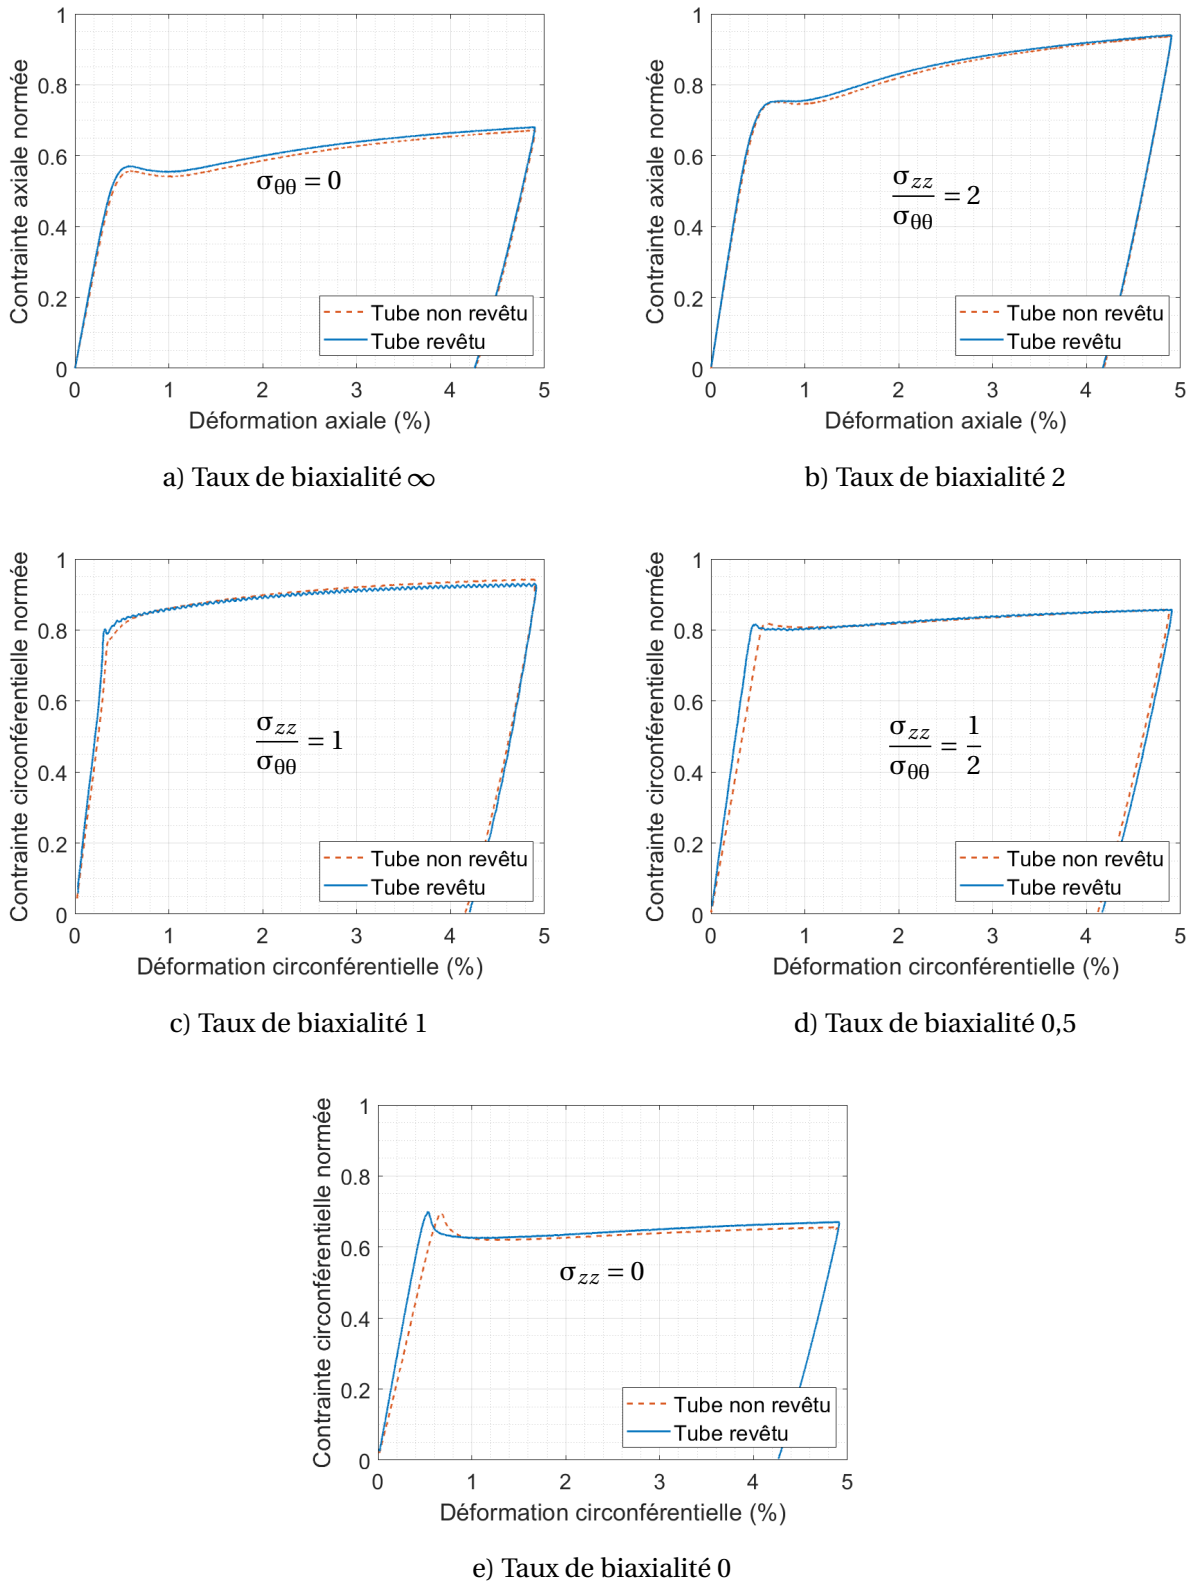 Contrainte axiale normée
1
0.8
0.6
0.4
0.2
0
σθθ = 0
Tube non revêtu
Tube revêtu
0 1 2 3 4 5
Déformation axiale (%)
a) Taux de biaxialité ∞
Contrainte axiale normée
1
0.8
0.6
0.4
0.2
0
σzz
σθθ
= 2
Tube non revêtu
Tube revêtu
0 1 2 3 4 5
Déformation axiale (%)
b) Taux de biaxialité 2
Contrainte circonférentielle normée
1
0.8
0.6
0.4
0.2
0
σzz
σθθ
= 1
Tube non revêtu
Tube revêtu
0 1 2 3 4 5
Déformation circonférentielle (%)
c) Taux de biaxialité 1
Contrainte circonférentielle normée
1
0.8
0.6
0.4
0.2
0
σzz
σθθ
=
1
2
Tube non revêtu
Tube revêtu
0 1 2 3 4 5
Déformation circonférentielle (%)
d) Taux de biaxialité 0,5
Contrainte circonférentielle normée
1
0.8
0.6
0.4
0.2
0
σzz = 0
Tube non revêtu
Tube revêtu
0 1 2 3 4 5
Déformation circonférentielle (%)
e) Taux de biaxialité 0